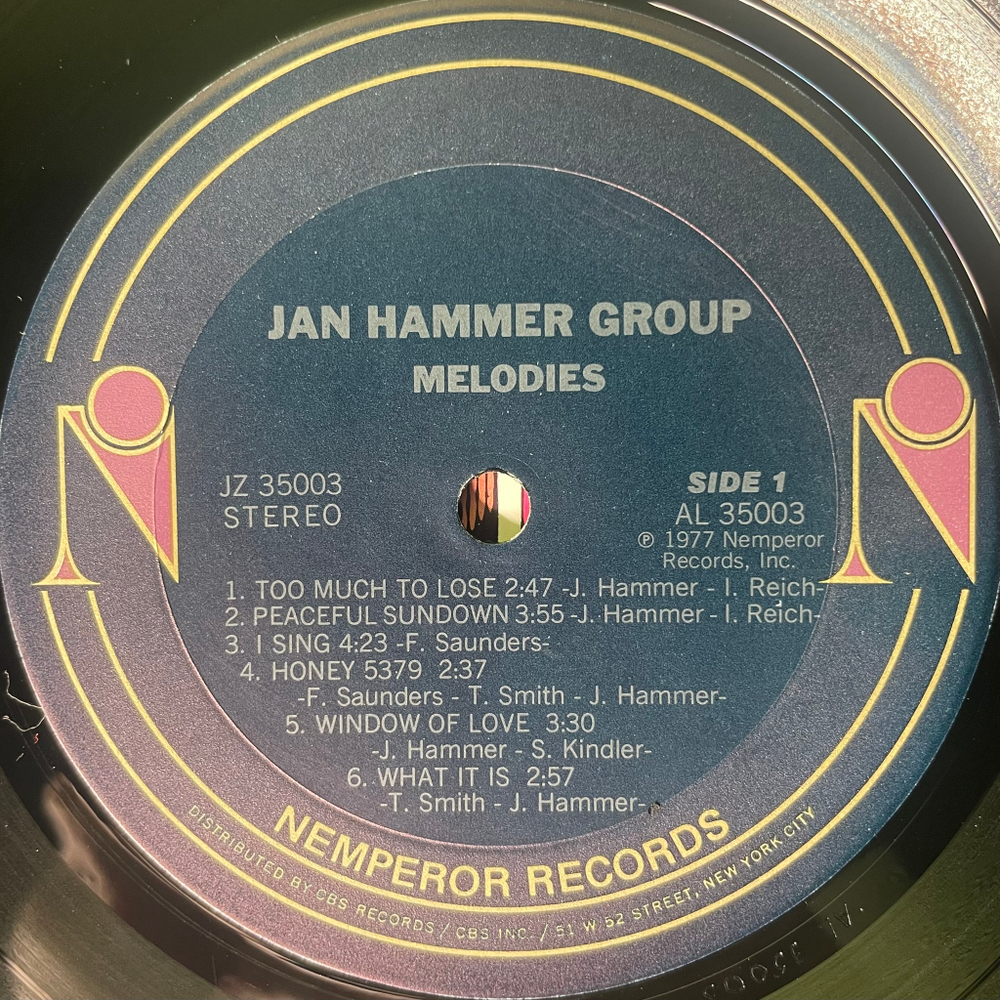 JAN HAMMER GROUP
MELODIES
JZ 35003
STEREO
SIDE 1
AL 35003
℗ 1977 Nemperor
Records, Inc.
1. TOO MUCH TO LOSE 2:47 -J. Hammer - I. Reich-
2. PEACEFUL SUNDOWN 3:55 -J. Hammer - I. Reich-
3. I SING 4:23 -F. Saunders-
4. HONEY 5379 2:37
-F. Saunders - T. Smith - J. Hammer-
5. WINDOW OF LOVE 3:30
-J. Hammer - S. Kindler-
6. WHAT IT IS 2:57
-T. Smith - J. Hammer-
NEMPEROR RECORDS
DISTRIBUTED BY CBS RECORDS / CBS INC. / 51 W 52 STREET, NEW YORK CITY